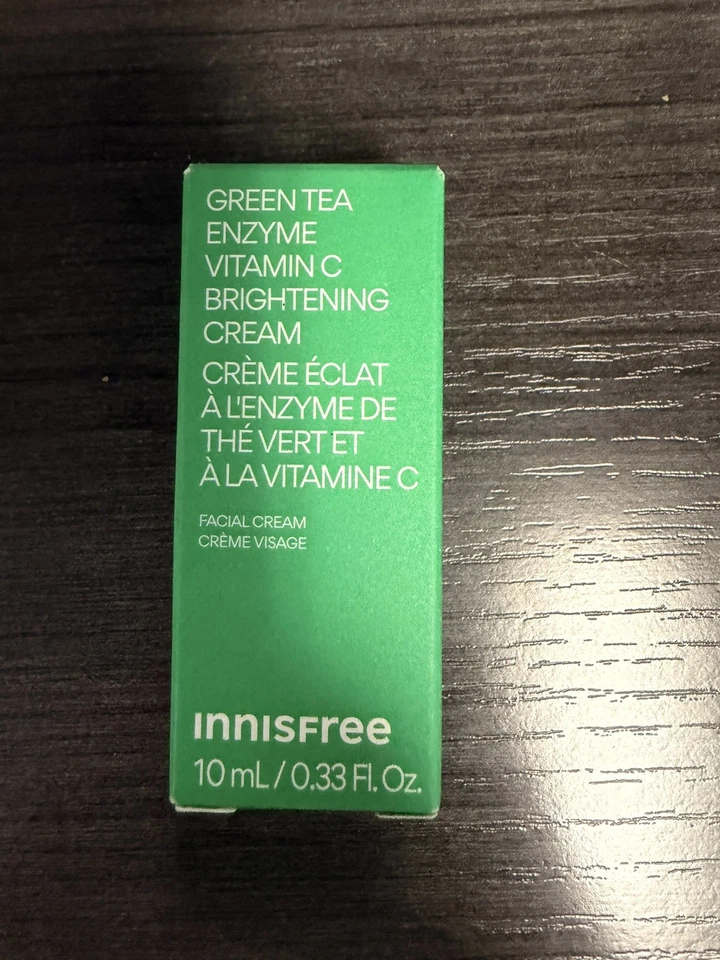 GREEN TEA
ENZYME
VITAMIN C
BRIGHTENING
CREAM
CRÈME ÉCLAT
À L'ENZYME DE
THÉ VERT ET
À LA VITAMINE C
FACIAL CREAM
CRÈME VISAGE
innisfree
10 mL / 0.33 Fl. Oz.